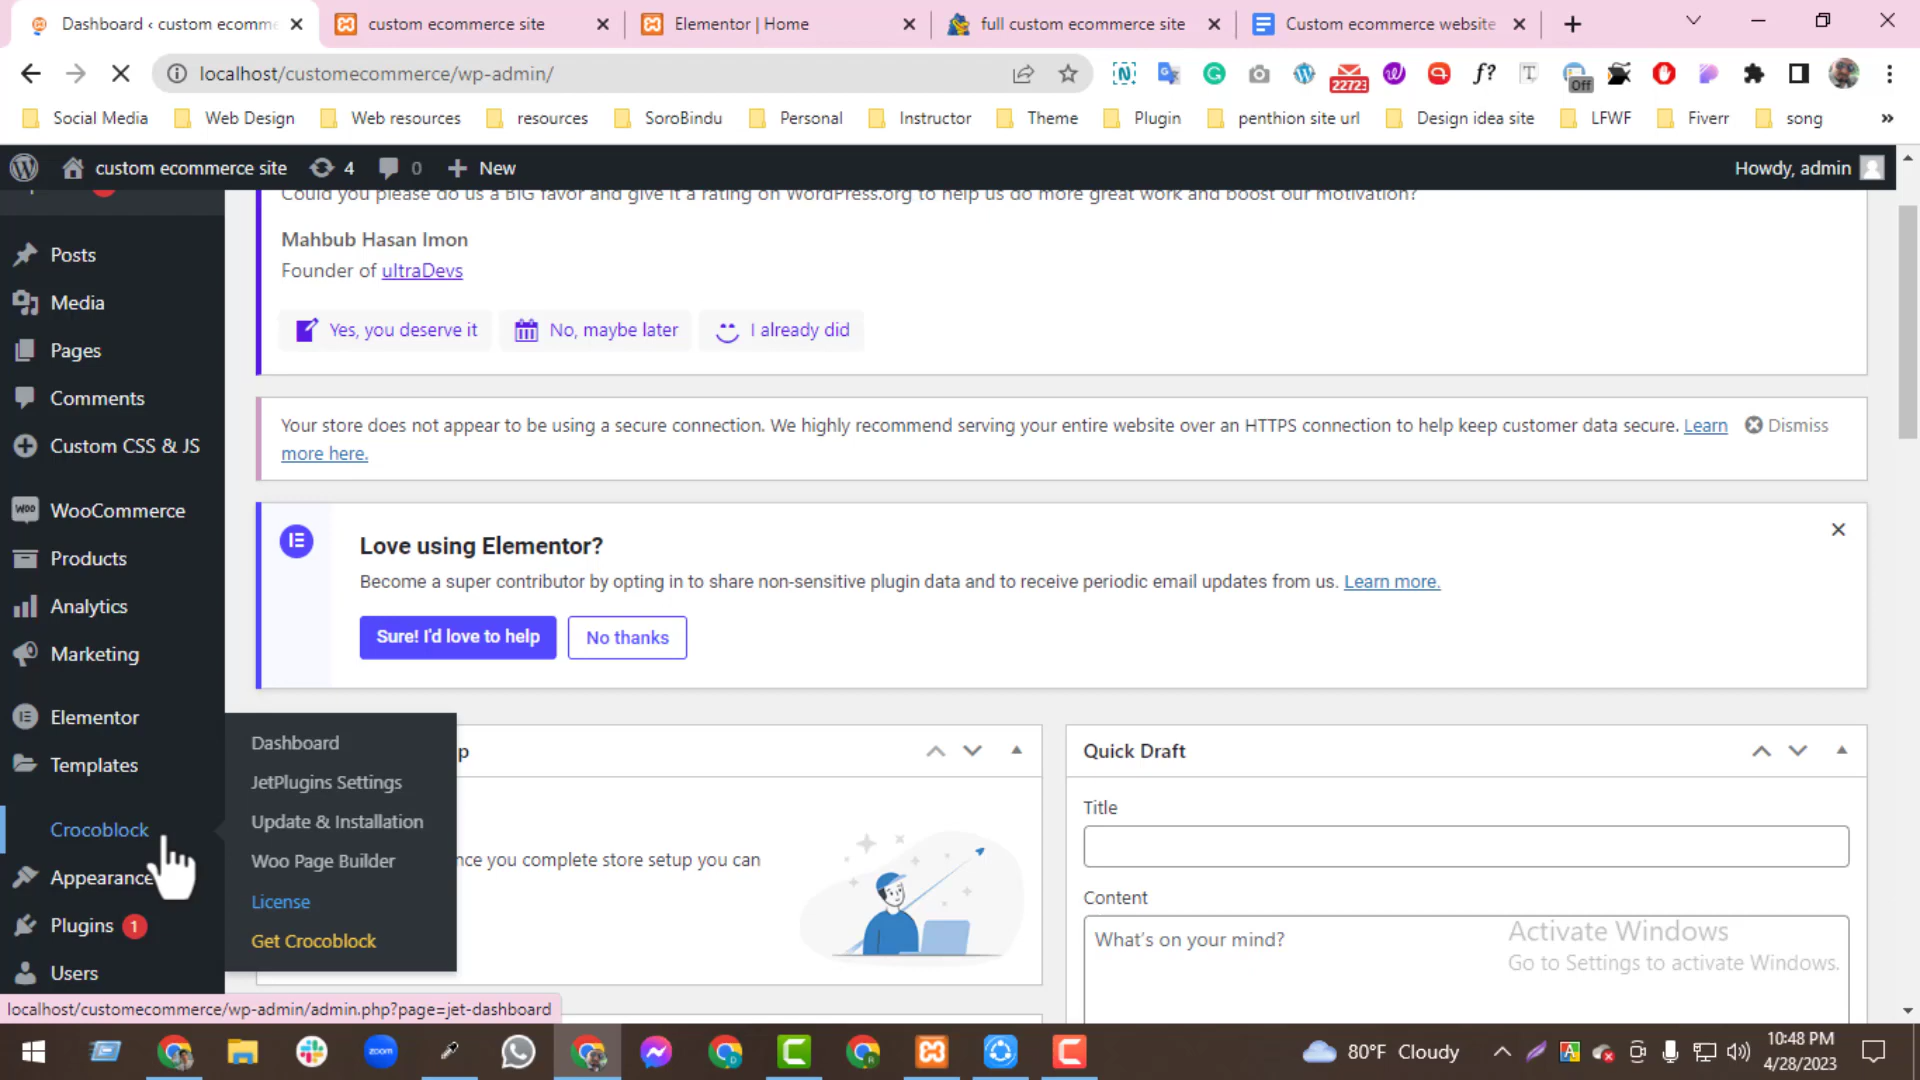 Dashboard ‹ custom ecomme
custom ecommerce site
Elementor | Home
full custom ecommerce site
Custom ecommerce website
localhost/customecommerce/wp-admin/
22723
f?
T
Off
Social Media
Web Design
Web resources
resources
SoroBindu
Personal
Instructor
Theme
Plugin
penthion site url
Design idea site
LFWF
Fiverr
song
custom ecommerce site
4
0
New
Howdy, admin
Could you please do us a BIG favor and give it a rating on WordPress.org to help us do more great work and boost our motivation?
Mahbub Hasan Imon
Founder of ultraDevs
Yes, you deserve it
No, maybe later
I already did
Your store does not appear to be using a secure connection. We highly recommend serving your entire website over an HTTPS connection to help keep customer data secure. Learn
more here.
Dismiss
Love using Elementor?
Become a super contributor by opting in to share non-sensitive plugin data and to receive periodic email updates from us. Learn more.
Sure! I'd love to help
No thanks
Posts
Media
Pages
Comments
Custom CSS & JS
WooCommerce
Products
Analytics
Marketing
Elementor
Templates
Crocoblock
Appearance
Plugins 1
Users
Dashboard
JetPlugins Settings
Update & Installation
Woo Page Builder
License
Get Crocoblock
p
nce you complete store setup you can
Quick Draft
Title
Content
What's on your mind?
Activate Windows
Go to Settings to activate Windows.
localhost/customecommerce/wp-admin/admin.php?page=jet-dashboard
zoom
80°F Cloudy
10:48 PM
4/28/2023